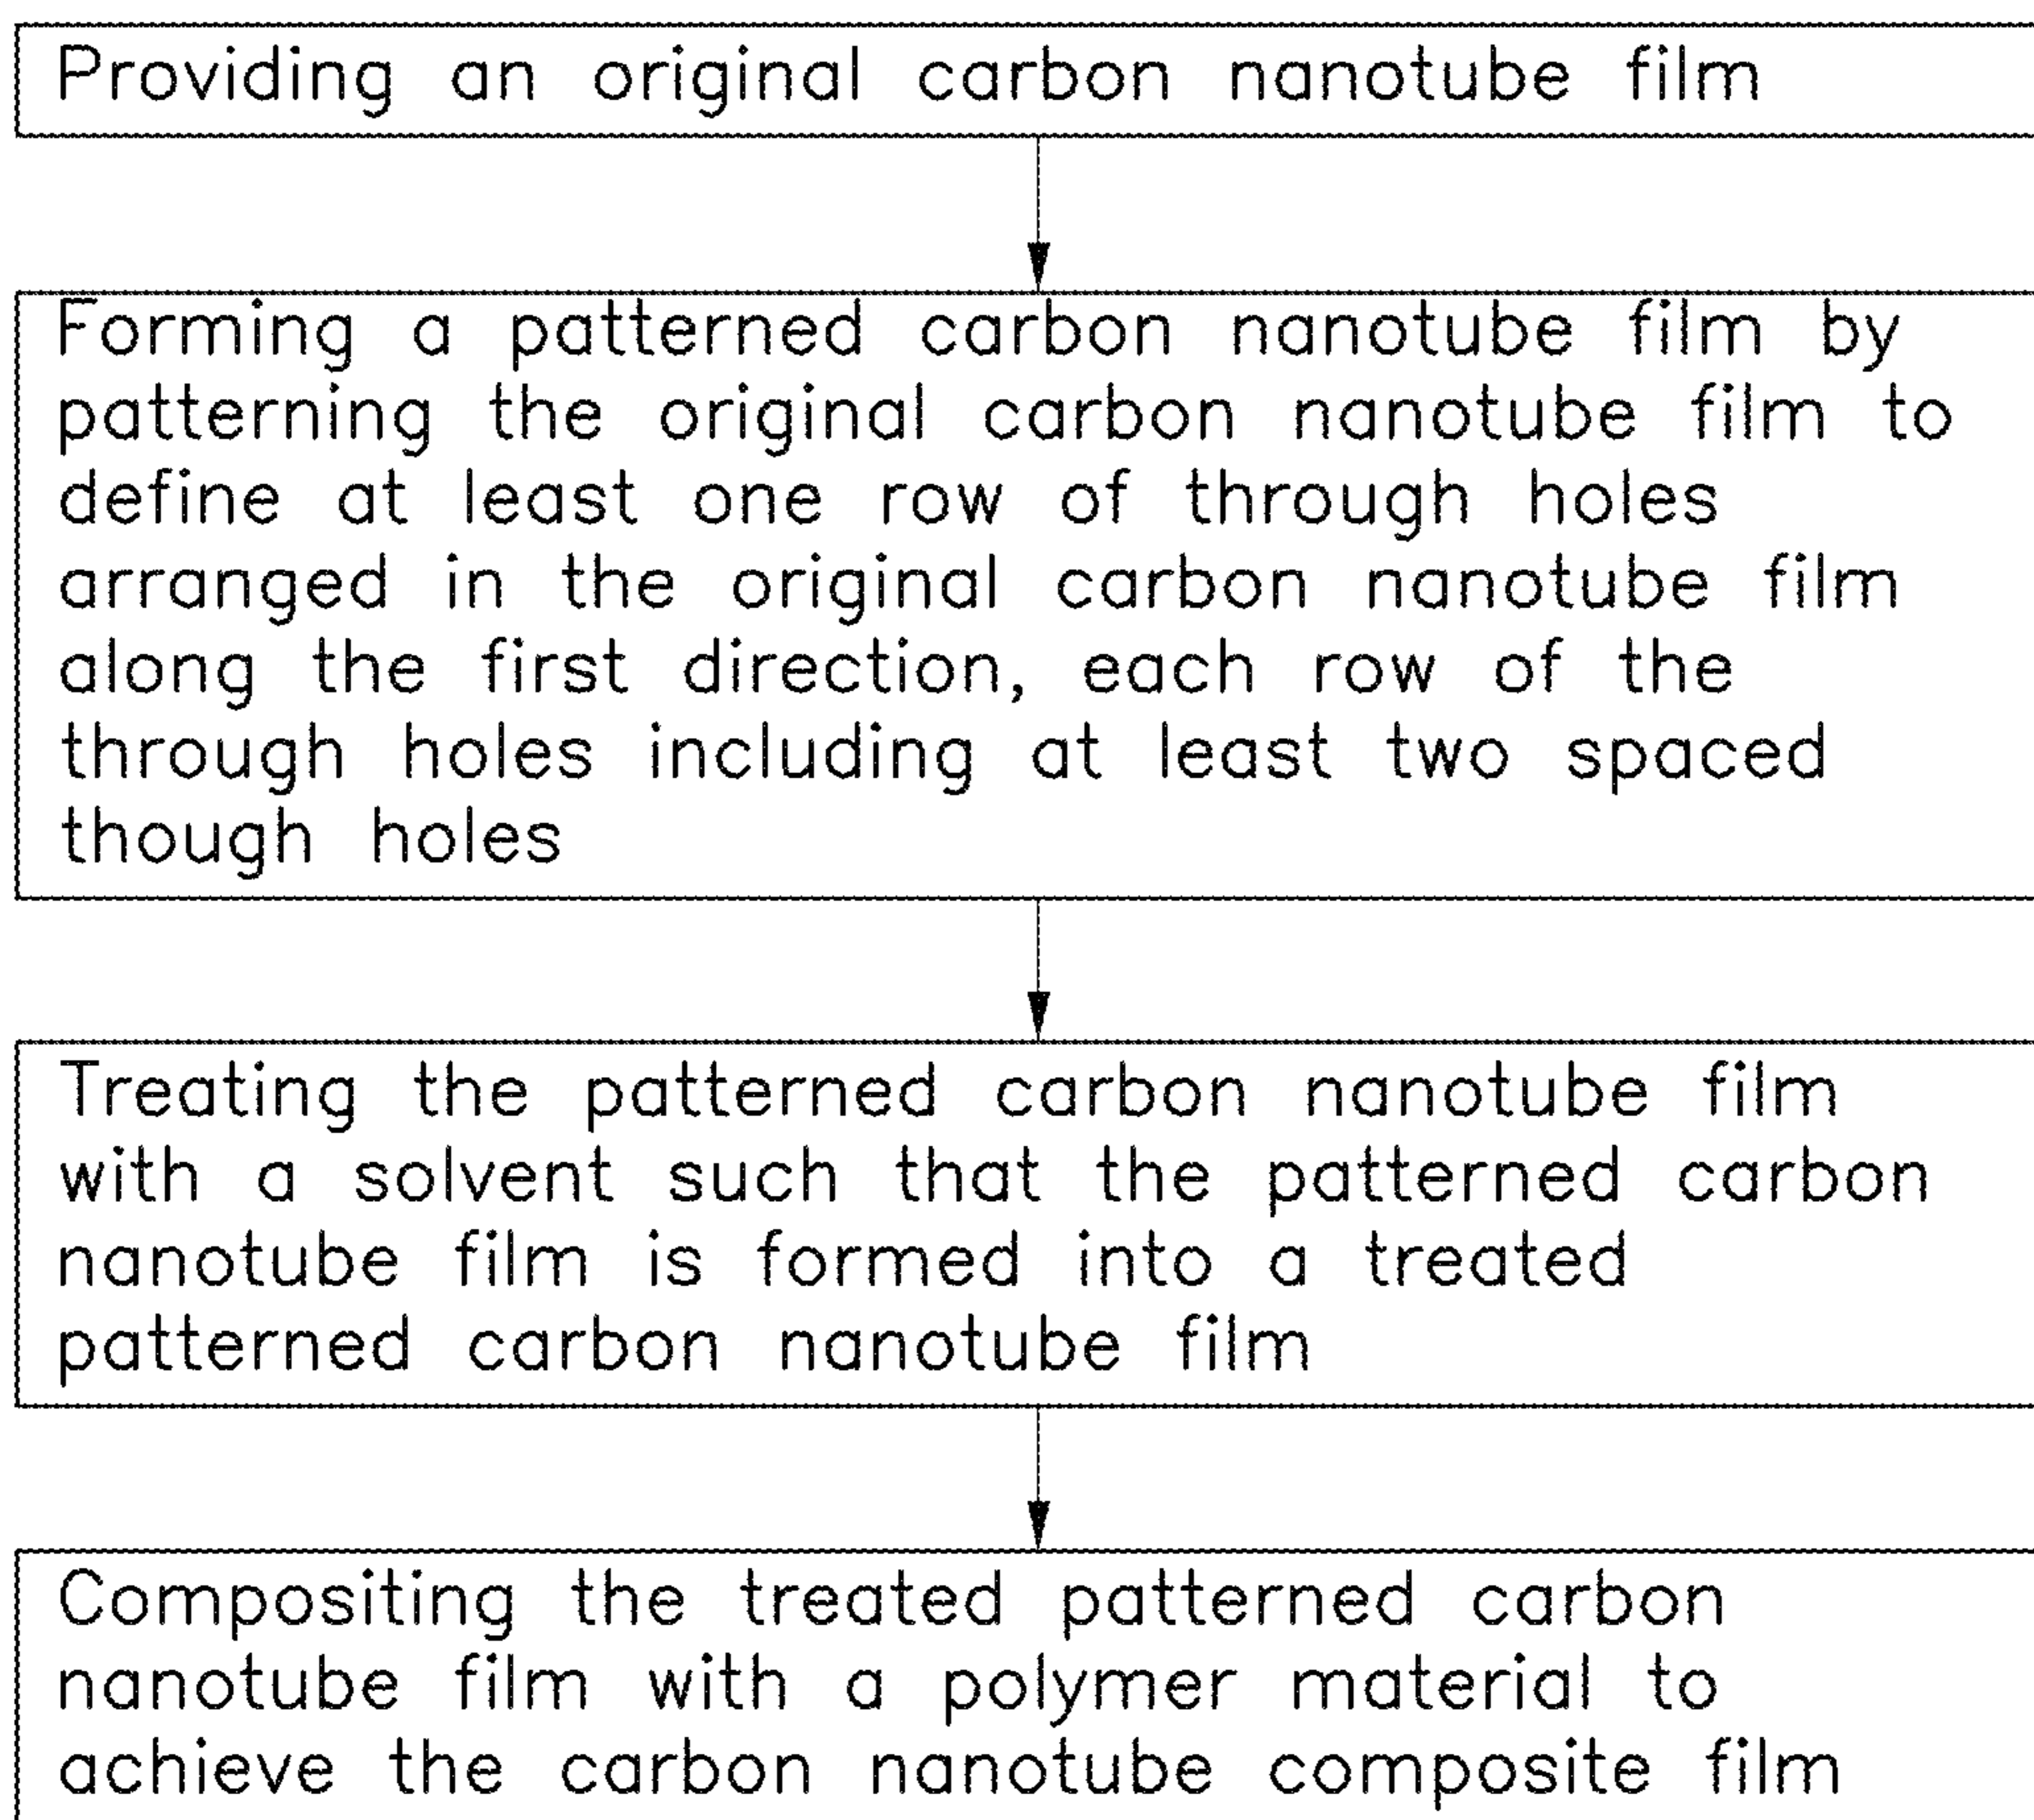 Providing an original carbon nanotube film
Forming a patterned carbon nanotube film by
patterning the original carbon nanotube film to
define at least one row of through holes
arranged in the original carbon nanotube film
along the first direction, each row of the
through holes including at least two spaced
though holes
Treating the patterned carbon nanotube film
with a solvent such that the patterned carbon
nanotube film is formed into a treated
patterned carbon nanotube film
Compositing the treated patterned carbon
nanotube film with a polymer material to
achieve the carbon nanotube composite film